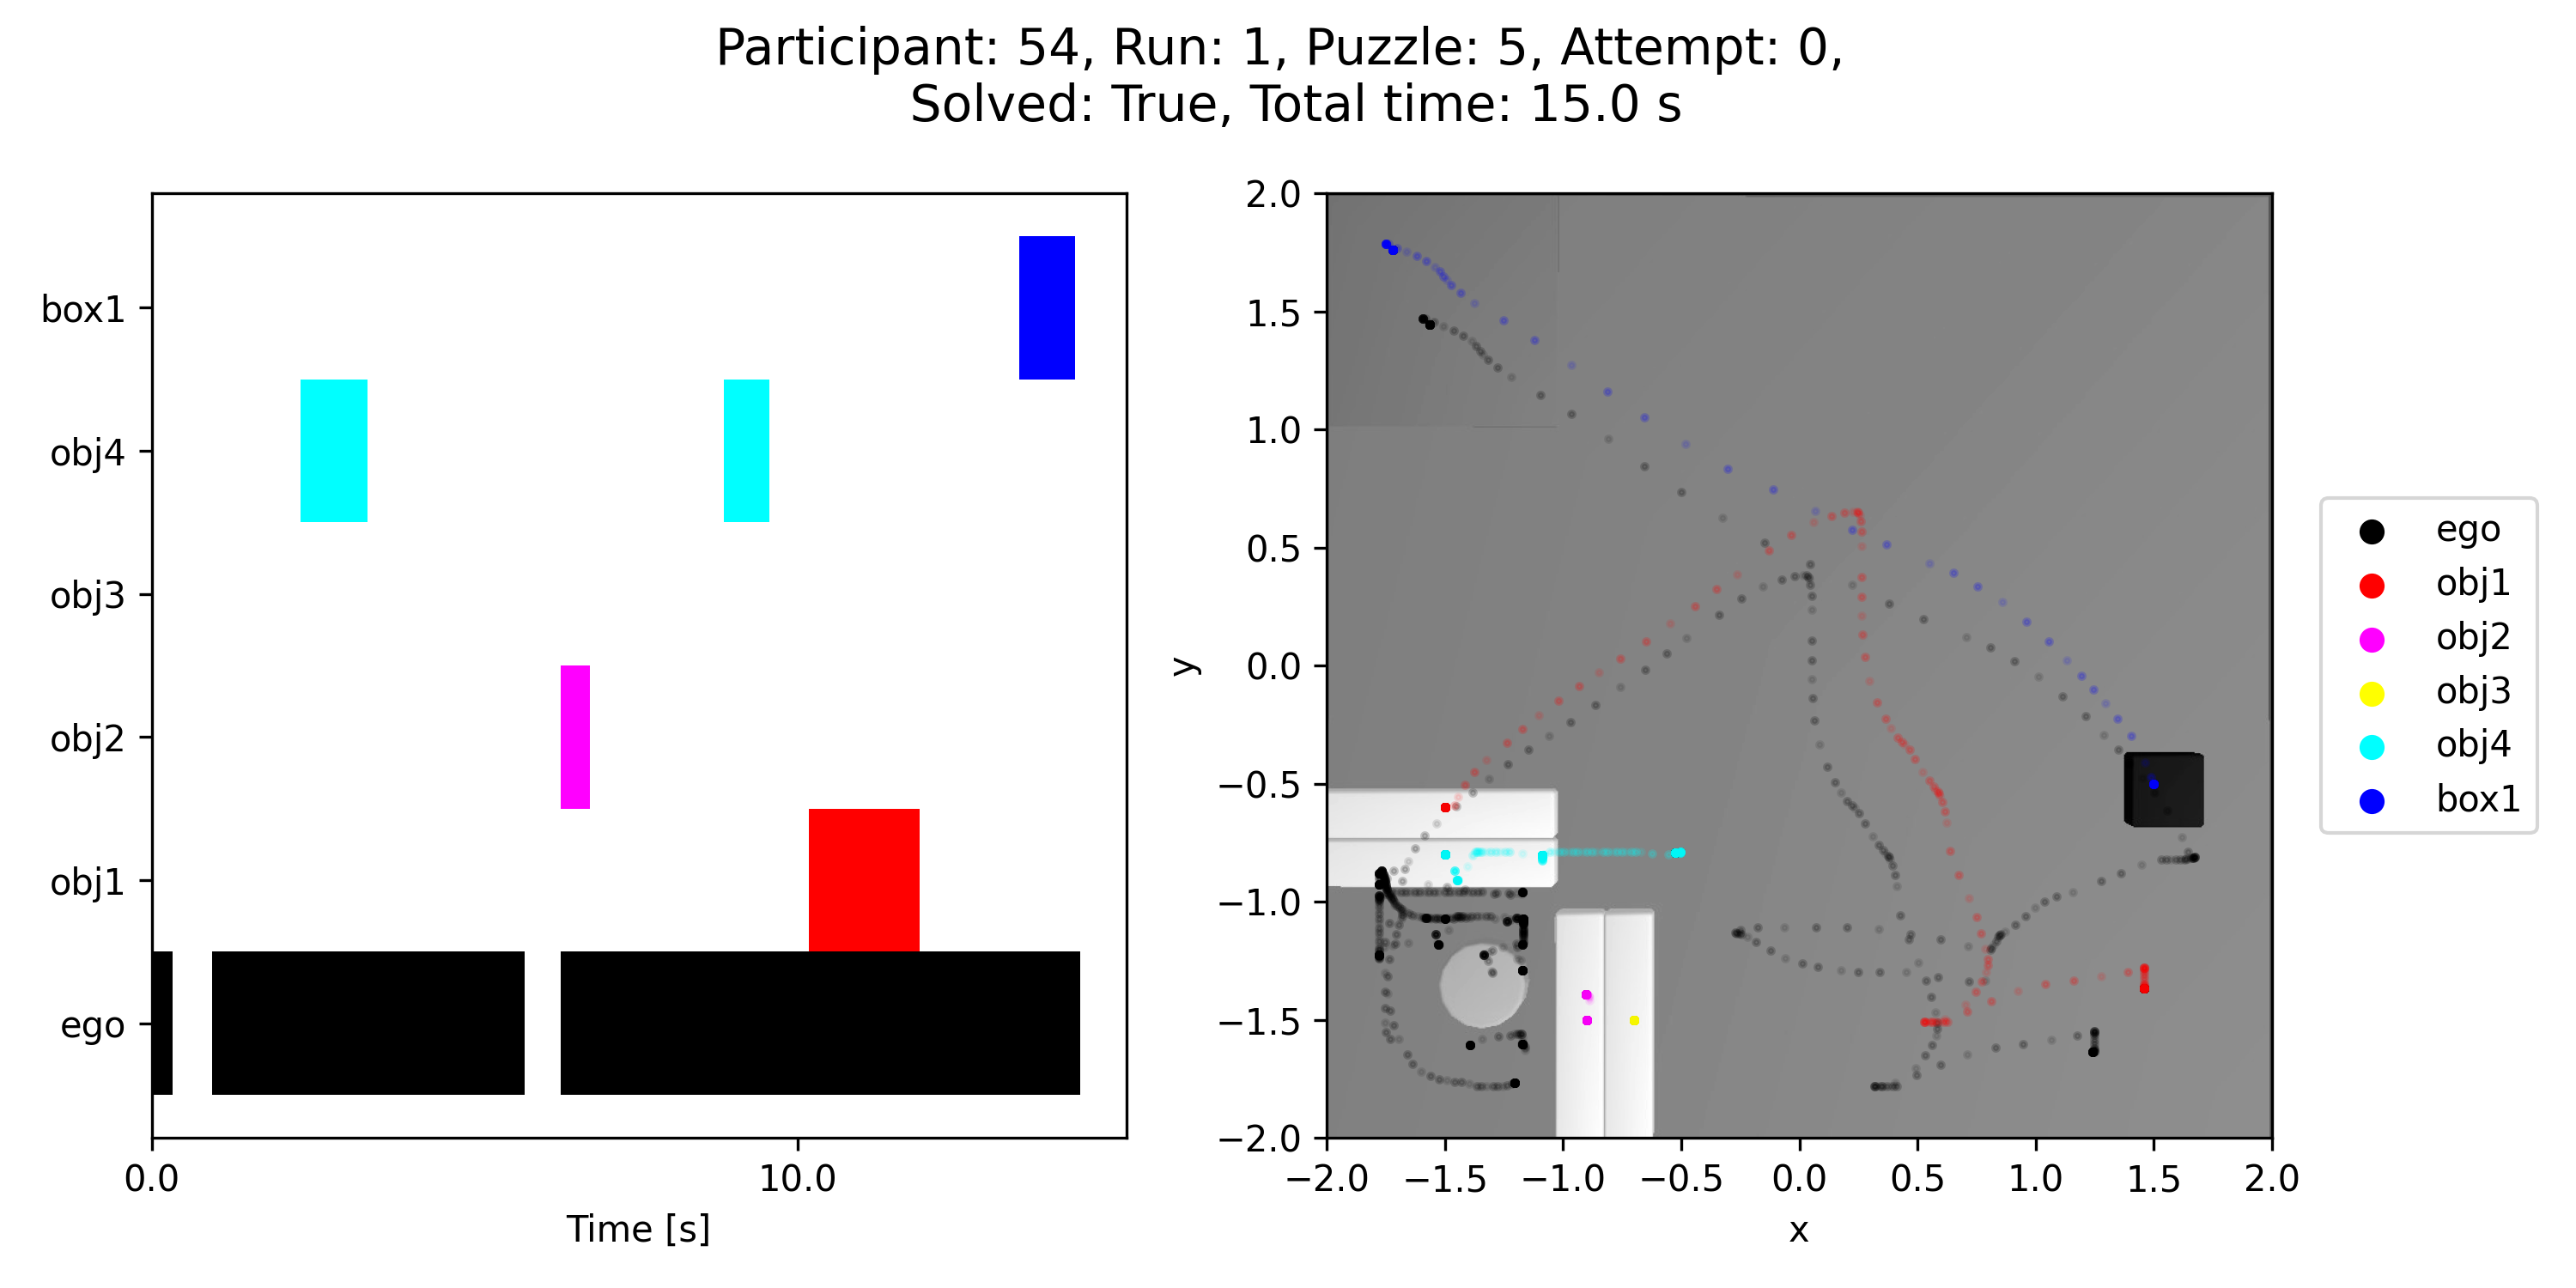 Participant: 54, Run: 1, Puzzle: 5, Attempt: 0,
Solved: True, Total time: 15.0 s
box1
obj4
obj3
obj2
obj1
ego
0.0
10.0
Time [s]
2.0
1.5
1.0
0.5
0.0
−0.5
−1.0
−1.5
−2.0
y
−2.0
−1.5
−1.0
−0.5
0.0
0.5
1.0
1.5
2.0
x
ego
obj1
obj2
obj3
obj4
box1